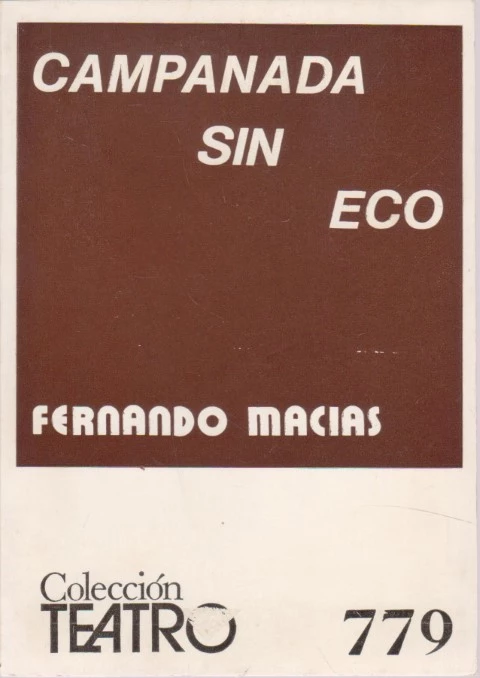 CAMPANADA
SIN
ECO
FERNANDO MACIAS
Colección
TEATRO
779